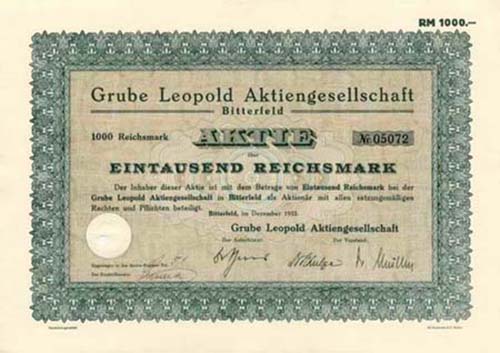 RM 1000.—
Grube Leopold Aktiengesellschaft
Bitterfeld
1000 Reichsmark
AKTIE
№ 05072
über
EINTAUSEND REICHSMARK
Der Inhaber dieser Aktie ist mit dem Betrage von Eintausend Reichsmark bei der
Grube Leopold Aktiengesellschaft in Bitterfeld als Aktionär mit allen satzungsmäßigen
Rechten und Pflichten beteiligt.
Bitterfeld, im Dezember
Grube Leopold Aktiengesellschaft
Der Aufsichtsrat: Der Vorstand:
Dr. Müller